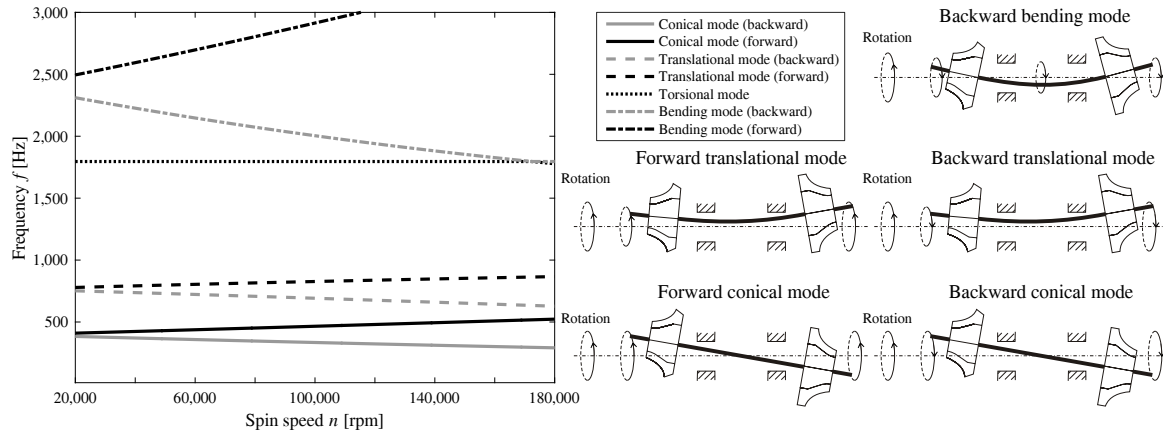 3,000
2,500
2,000
1,500
1,000
500
Frequency f [Hz]
20,000 60,000 100,000 140,000 180,000
Spin speed n [rpm]
Conical mode (backward)
Conical mode (forward)
Translational mode (backward)
Translational mode (forward)
Torsional mode
Bending mode (backward)
Bending mode (forward)
Backward bending mode
Rotation
Forward translational mode
Rotation
Backward translational mode
Rotation
Forward conical mode
Rotation
Backward conical mode
Rotation